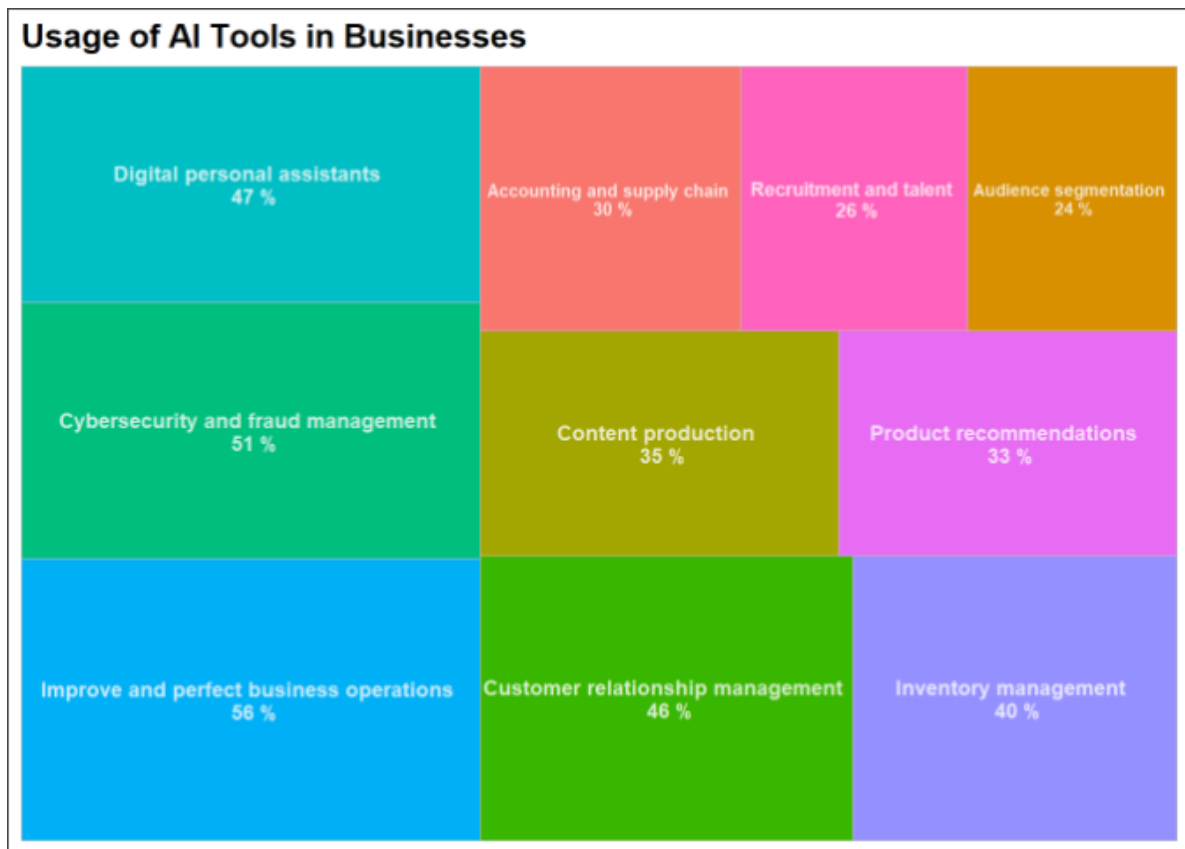 Usage of AI Tools in Businesses
Digital personal assistants
47 %
Accounting and supply chain
30 %
Recruitment and talent
26 %
Audience segmentation
24 %
Cybersecurity and fraud management
51 %
Content production
35 %
Product recommendations
33 %
Improve and perfect business operations
56 %
Customer relationship management
46 %
Inventory management
40 %